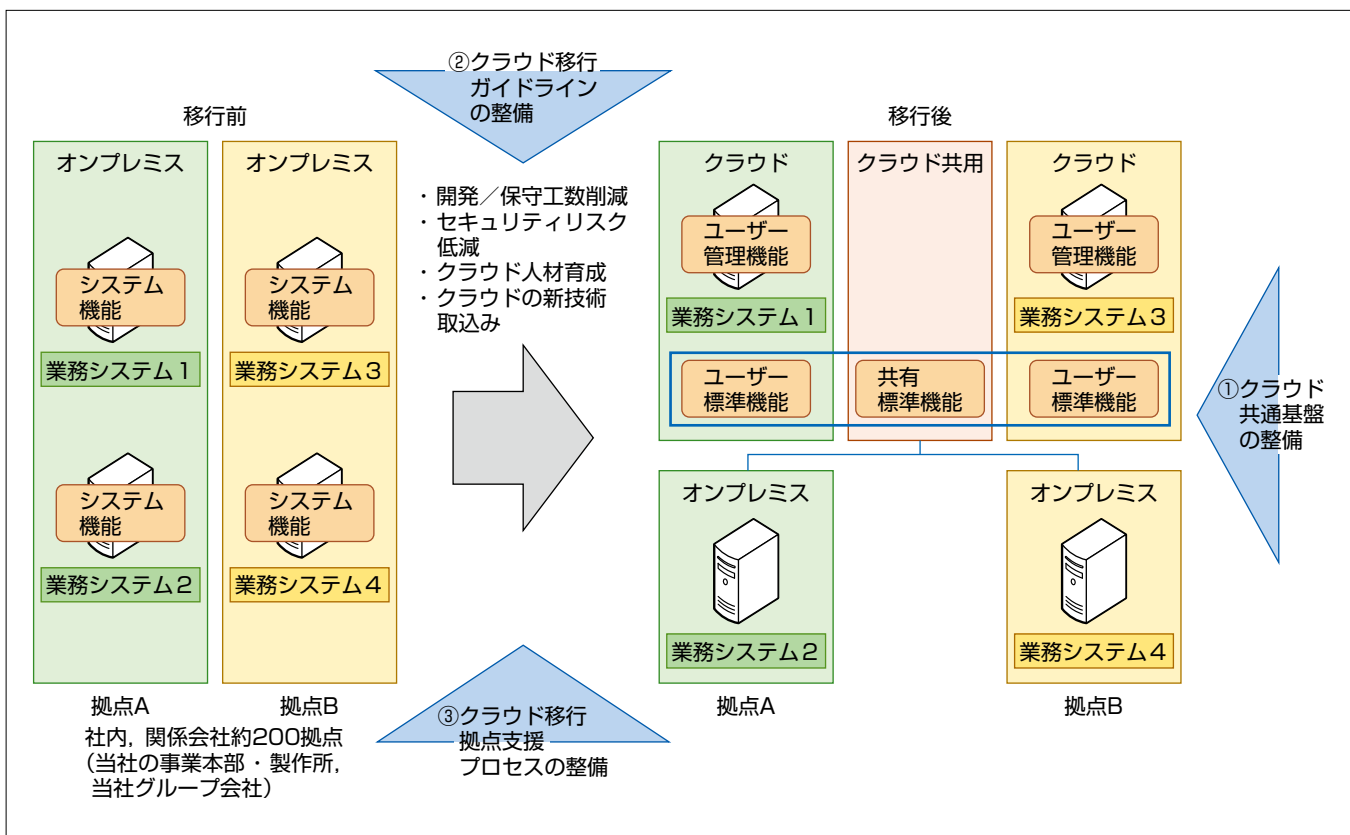 ②クラウド移行
ガイドライン
の整備
移行前
オンプレミス
オンプレミス
システム
機能
システム
機能
業務システム1
業務システム3
システム
機能
システム
機能
業務システム2
業務システム4
拠点A
拠点B
社内,関係会社約200拠点
(当社の事業本部・製作所,
当社グループ会社)
・開発/保守工数削減
・セキュリティリスク
低減
・クラウド人材育成
・クラウドの新技術
取込み
③クラウド移行
拠点支援
プロセスの整備
移行後
クラウド
クラウド共用
クラウド
ユーザー
管理機能
ユーザー
管理機能
業務システム1
業務システム3
ユーザー
標準機能
共有
標準機能
ユーザー
標準機能
オンプレミス
オンプレミス
業務システム2
業務システム4
拠点A
拠点B
①クラウド
共通基盤
の整備